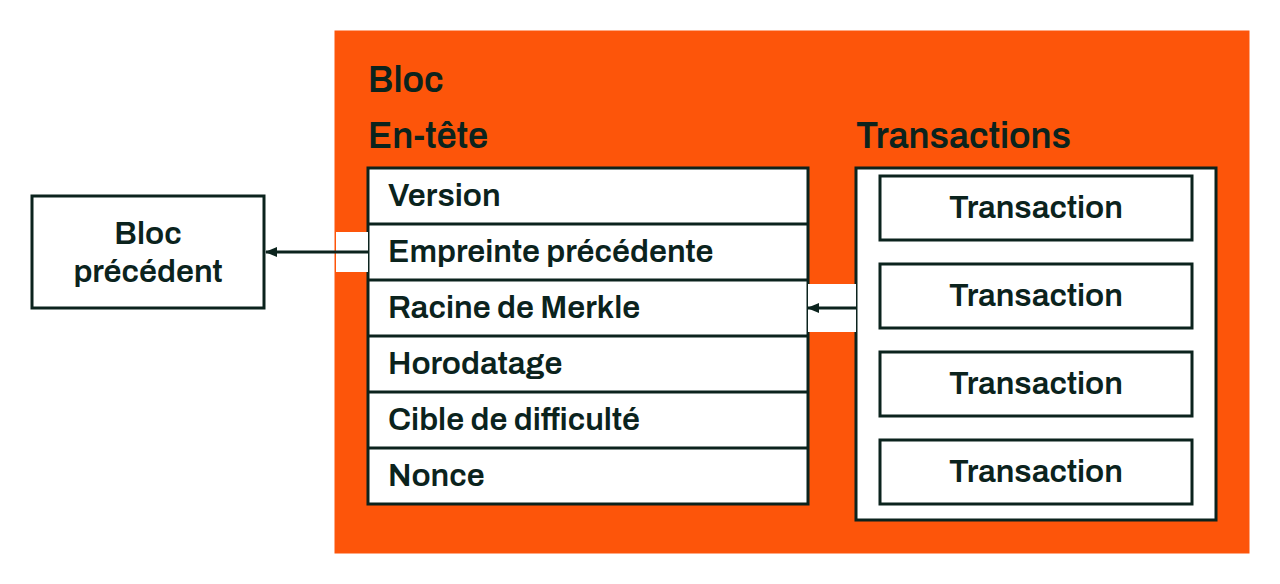 Bloc
précédent
Bloc
En-tête
Version
Empreinte précédente
Racine de Merkle
Horodatage
Cible de difficulté
Nonce
Transactions
Transaction
Transaction
Transaction
Transaction